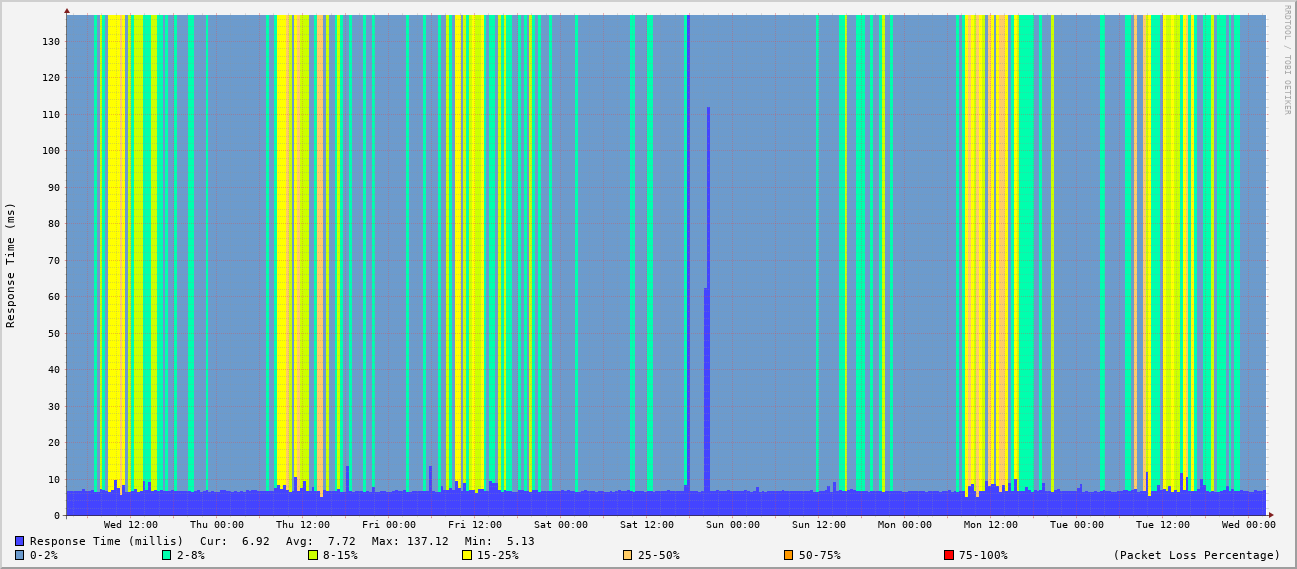 RRDTOOL / TOBI OETIKER
Response Time (ms)
130
120
110
100
90
80
70
60
50
40
30
20
10
0
Wed 12:00 Thu 00:00 Thu 12:00 Fri 00:00 Fri 12:00 Sat 00:00 Sat 12:00 Sun 00:00 Sun 12:00 Mon 00:00 Mon 12:00 Tue 00:00 Tue 12:00 Wed 00:00
Response Time (millis) Cur: 6.92 Avg: 7.72 Max: 137.12 Min: 5.13
0-2% 2-8% 8-15% 15-25% 25-50% 50-75% 75-100% (Packet Loss Percentage)